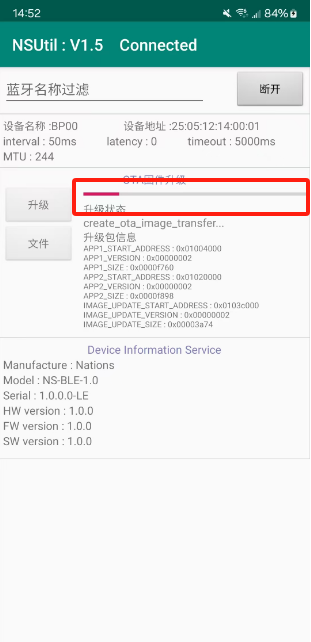 14:52 84%
NSUtil : V1.5 Connected
蓝牙名称过滤 断开
设备名称 :BP00 设备地址 :25:05:12:14:00:01
interval : 50ms latency : 0 timeout : 5000ms
MTU : 244
OTA固件升级
升级
升级状态
create_ota_image_transfer...
文件
升级包信息
APP1_START_ADDRESS : 0x01004000
APP1_VERSION : 0x00000002
APP1_SIZE : 0x0000f760
APP2_START_ADDRESS : 0x01020000
APP2_VERSION : 0x00000002
APP2_SIZE : 0x0000f898
IMAGE_UPDATE_START_ADDRESS : 0x0103c000
IMAGE_UPDATE_VERSION : 0x00000002
IMAGE_UPDATE_SIZE : 0x00003a74
Device Information Service
Manufacture : Nations
Model : NS-BLE-1.0
Serial : 1.0.0.0-LE
HW version : 1.0.0
FW version : 1.0.0
SW version : 1.0.0